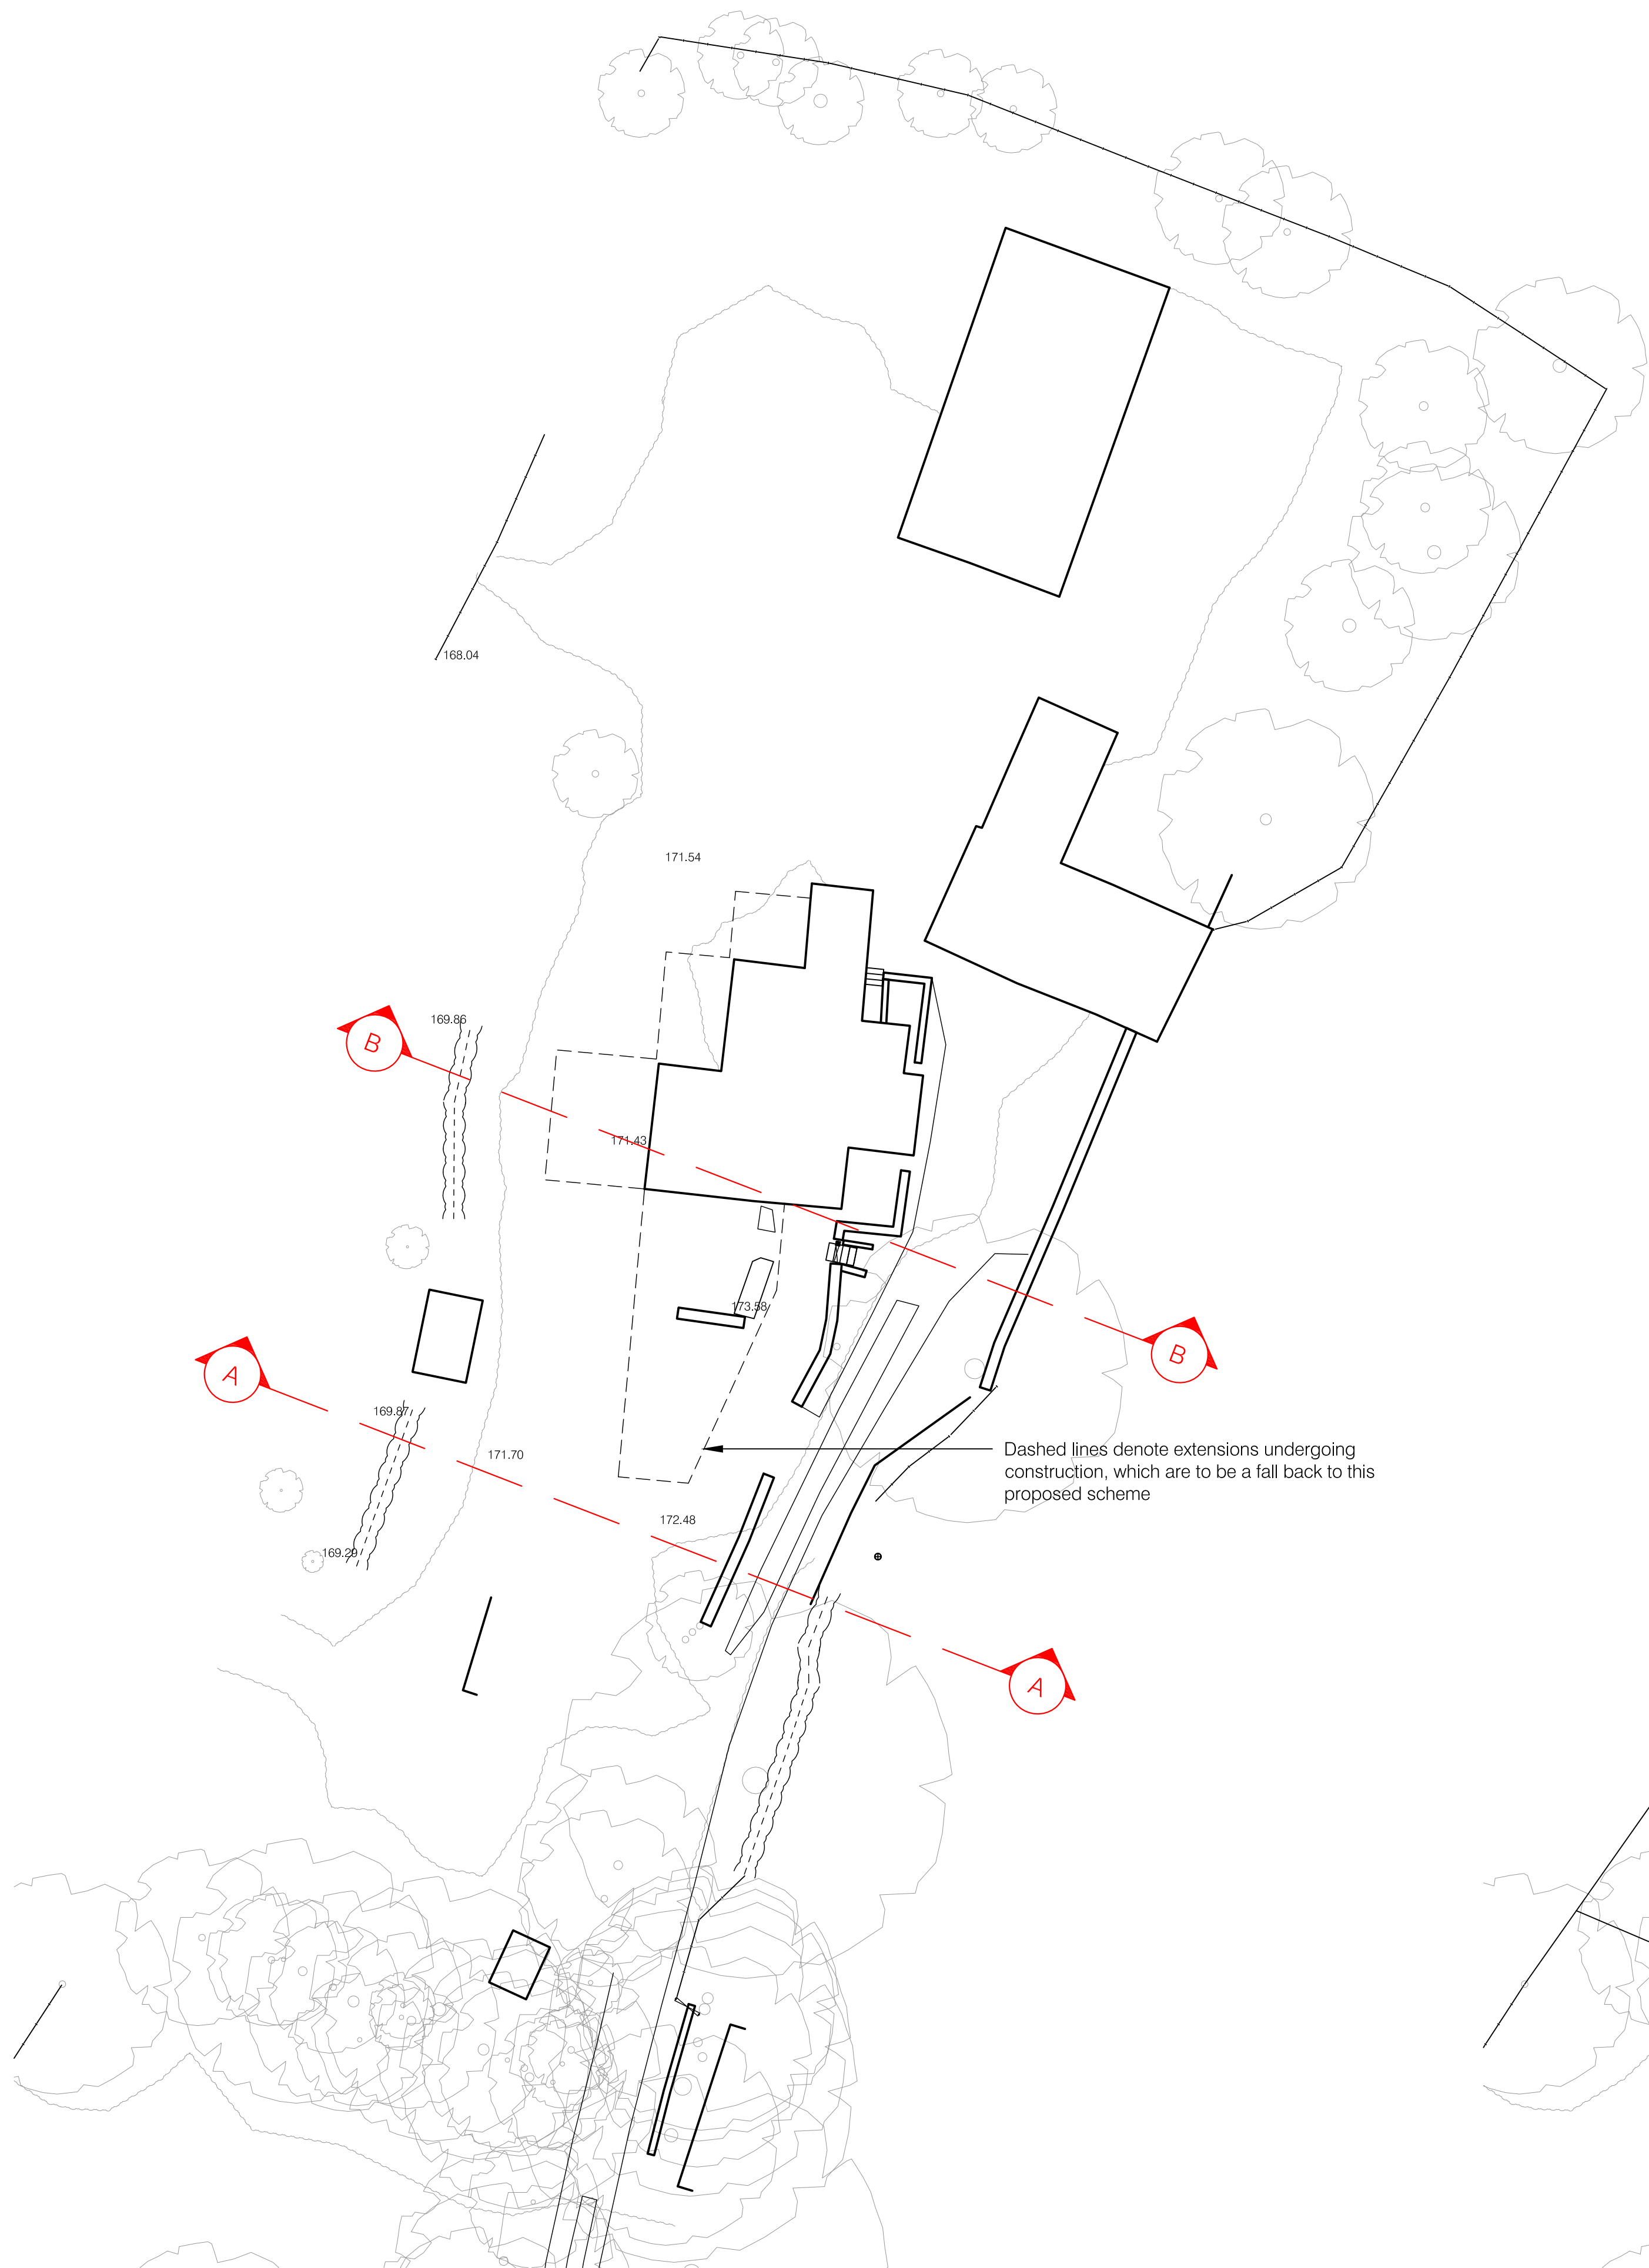 168.04
171.54
169.86
B
171.43
173.58
B
A
169.87
171.70
Dashed lines denote extensions undergoing
construction, which are to be a fall back to this
proposed scheme
172.48
169.29
A